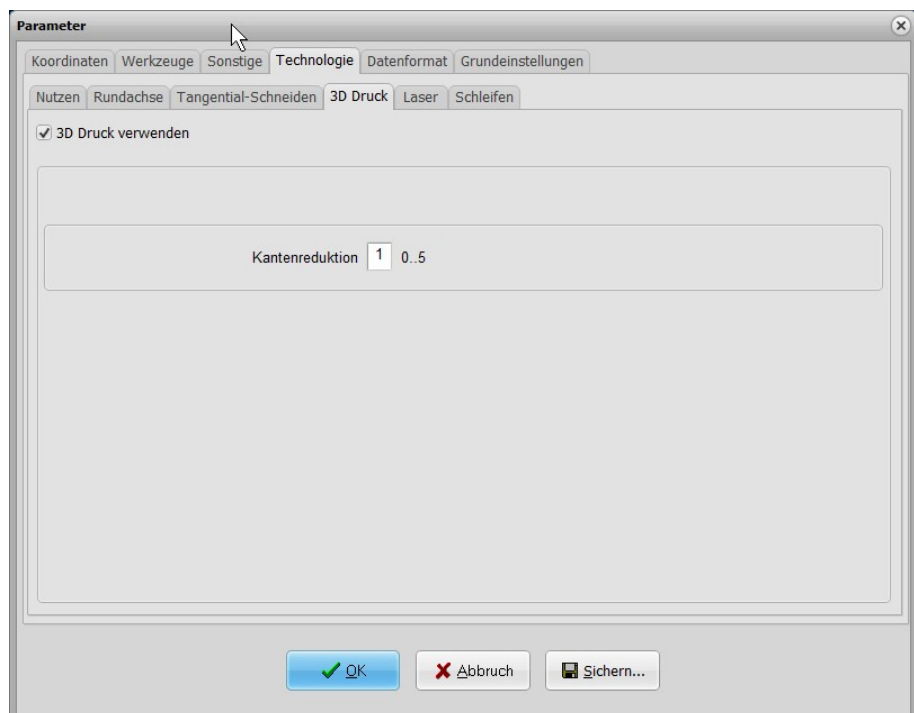 Parameter
Koordinaten Werkzeuge Sonstige Technologie Datenformat Grundeinstellungen
Nutzen Rundachse Tangential-Schneiden 3D Druck Laser Schleifen
3D Druck verwenden
Kantenreduktion 1 0..5
OK Abbruch Sichern...